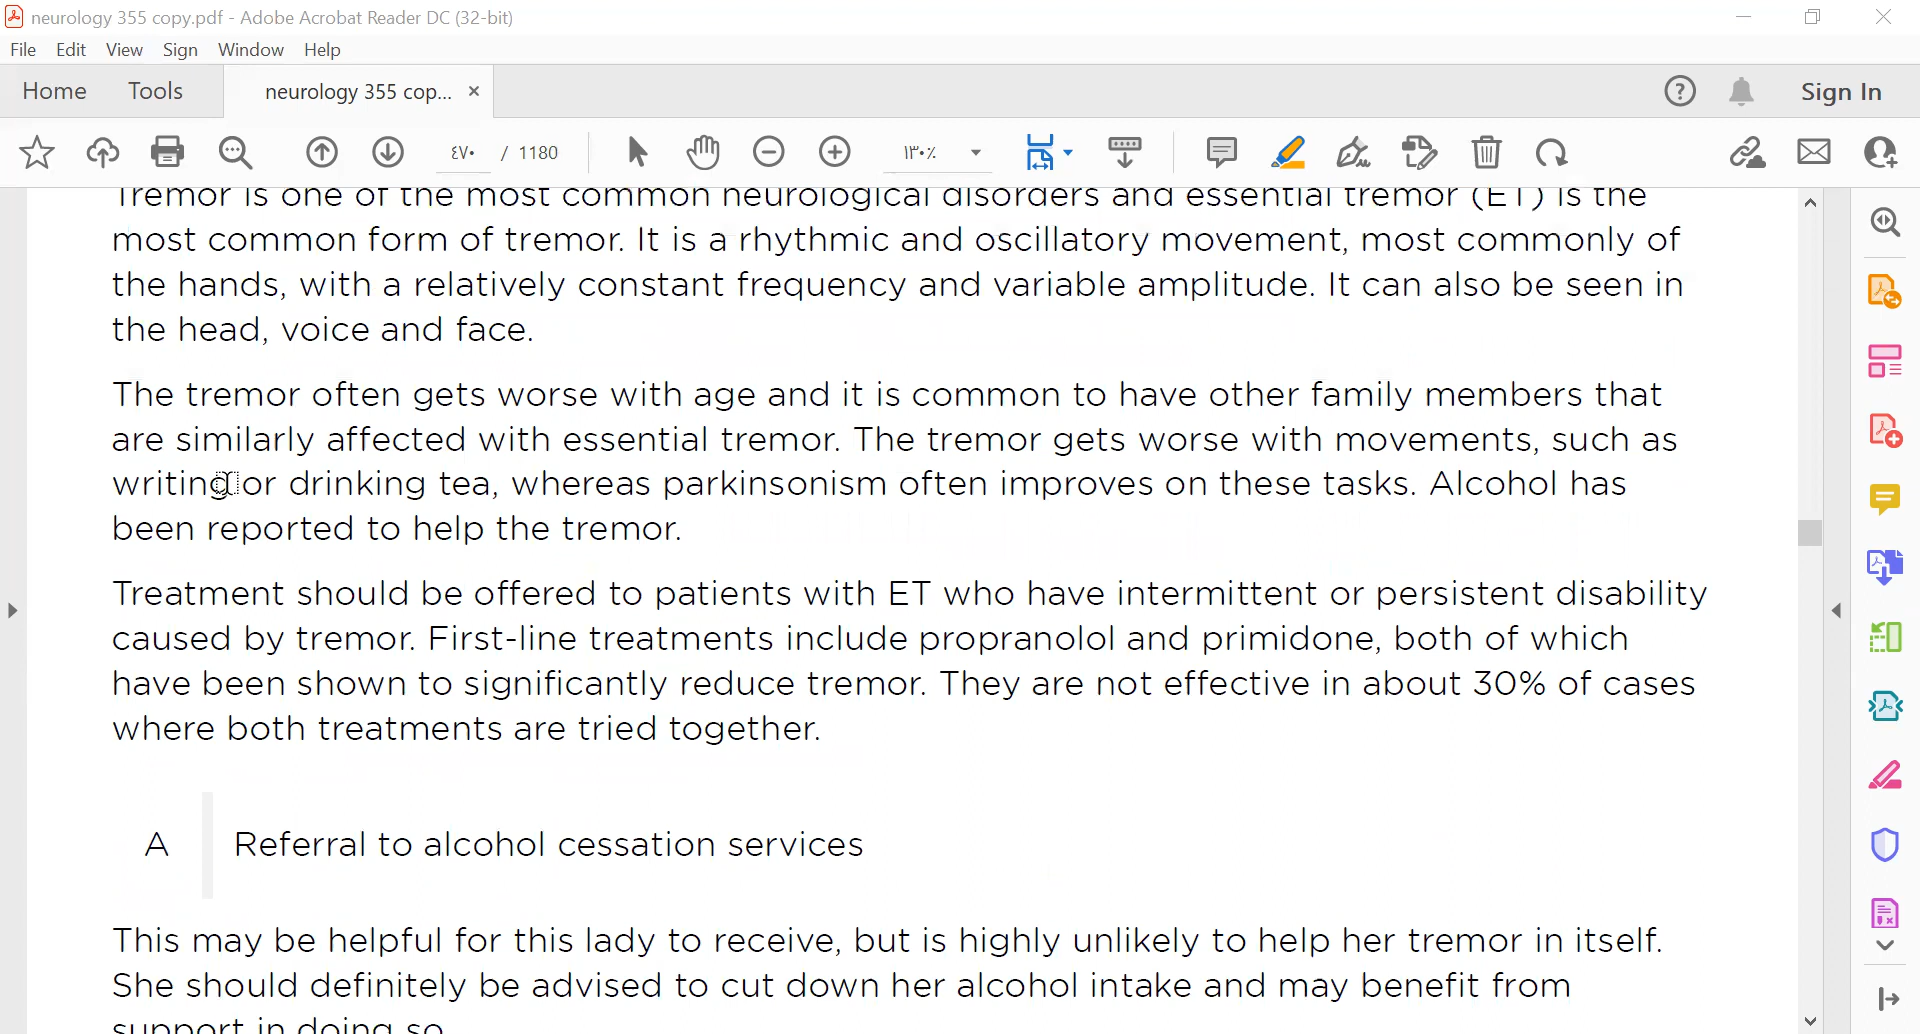 neurology 355 copy.pdf - Adobe Acrobat Reader DC (32-bit)
File Edit View Sign Window Help
Home Tools neurology 355 cop... × Sign In
٤٧٠ / 1180 ١٣٠٪
Tremor is one of the most common neurological disorders and essential tremor (ET) is the
most common form of tremor. It is a rhythmic and oscillatory movement, most commonly of
the hands, with a relatively constant frequency and variable amplitude. It can also be seen in
the head, voice and face.
The tremor often gets worse with age and it is common to have other family members that
are similarly affected with essential tremor. The tremor gets worse with movements, such as
writing or drinking tea, whereas parkinsonism often improves on these tasks. Alcohol has
been reported to help the tremor.
Treatment should be offered to patients with ET who have intermittent or persistent disability
caused by tremor. First-line treatments include propranolol and primidone, both of which
have been shown to significantly reduce tremor. They are not effective in about 30% of cases
where both treatments are tried together.
A Referral to alcohol cessation services
This may be helpful for this lady to receive, but is highly unlikely to help her tremor in itself.
She should definitely be advised to cut down her alcohol intake and may benefit from
support in doing so.